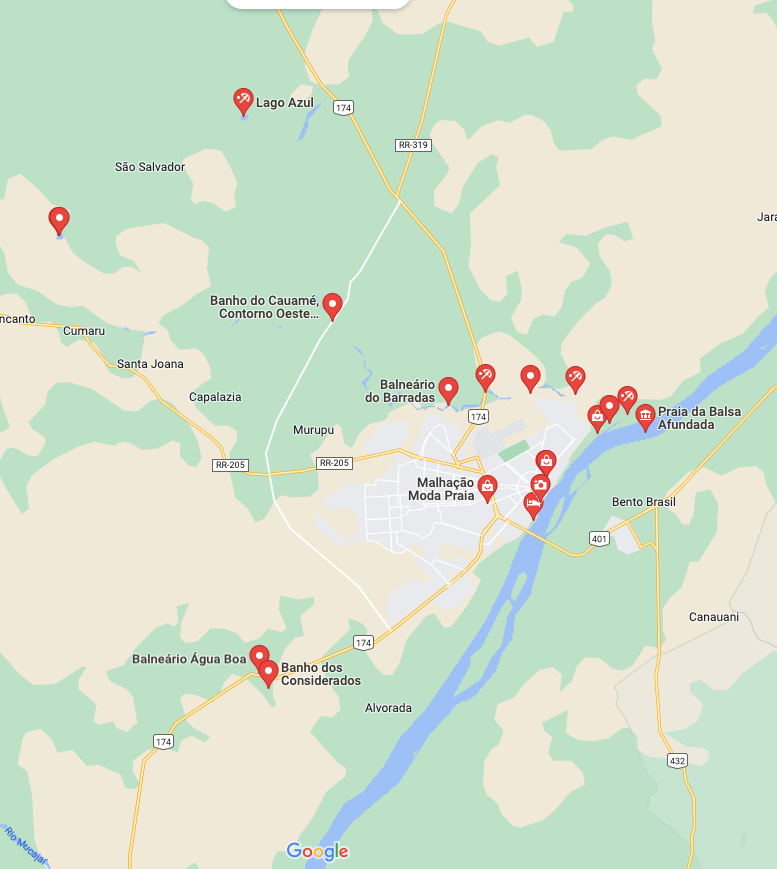 Lago Azul
174
RR-319
São Salvador
Jara
Banho do Cauamé,
Contorno Oeste...
ncanto
Cumaru
Santa Joana
Capalazia
Balneário
do Barradas
174
Praia da Balsa
Afundada
Murupu
RR-205
RR-205
Malhação
Moda Praia
Bento Brasil
401
Canauani
174
Balneário Água Boa
Banho dos
Considerados
Alvorada
174
432
Rio Mucajaí
Google